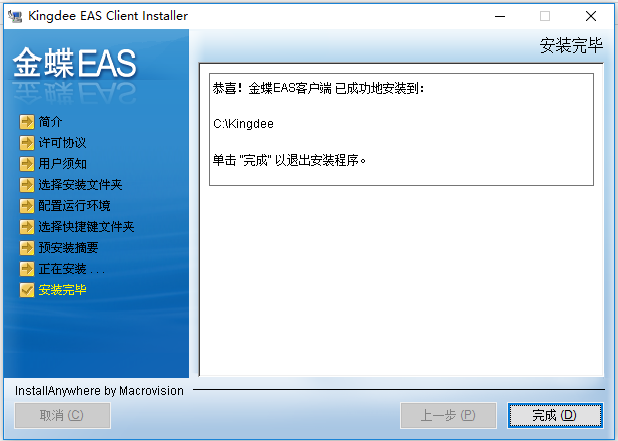 Kingdee EAS Client Installer
安装完毕
金蝶EAS
简介
许可协议
用户须知
选择安装文件夹
配置运行环境
选择快捷键文件夹
预安装摘要
正在安装 . . .
安装完毕
恭喜！金蝶EAS客户端 已成功地安装到：
C:\Kingdee
单击 "完成" 以退出安装程序。
InstallAnywhere by Macrovision
取消 (C)
上一步 (P)
完成 (D)